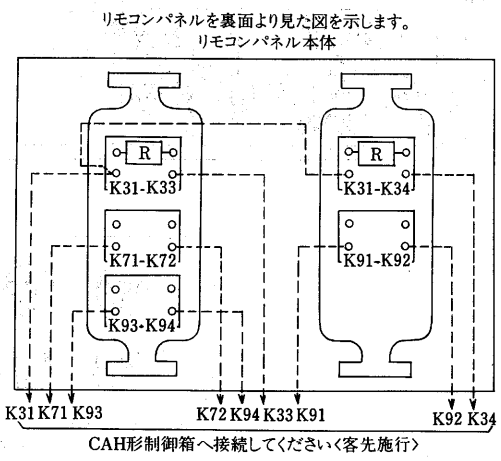 リモコンパネルを裏面より見た図を示します。
リモコンパネル本体
R
K31-K33
K71-K72
K93・K94
R
K31-K34
K91-K92
K31 K71 K93 K72 K94 K33 K91 K92 K34
CAH形制御箱へ接続してください〈客先施行〉